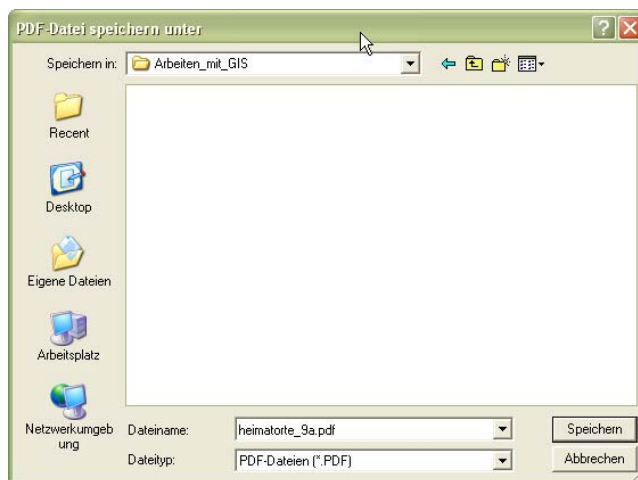 PDF-Datei speichern unter
Speichern in: Arbeiten_mit_GIS
Recent
Desktop
Eigene Dateien
Arbeitsplatz
Netzwerkumgeb
ung
Dateiname: heimatorte_9a.pdf Speichern
Dateityp: PDF-Dateien (*.PDF) Abbrechen